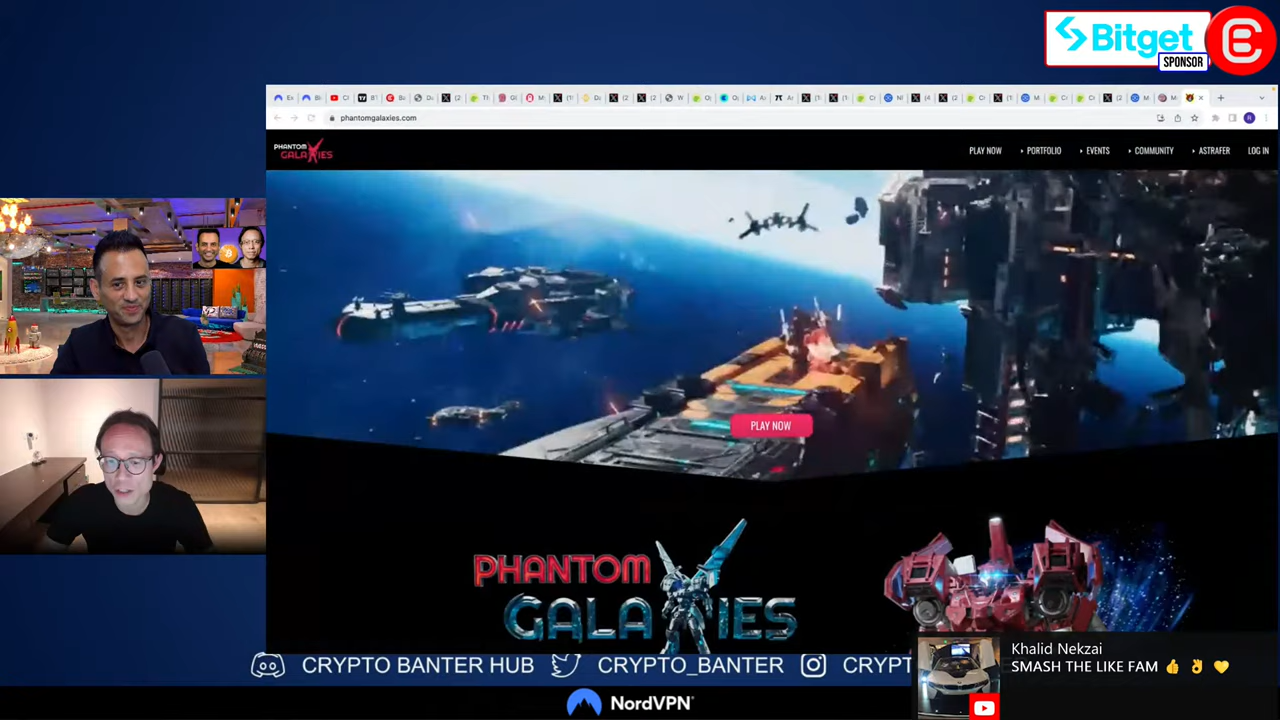 Bitget
SPONSOR
phantomgalaxies.com
PHANTOM
GALAXIES
PLAY NOW
PORTFOLIO
EVENTS
COMMUNITY
ASTRAFER
LOG IN
PLAY NOW
PHANTOM
GALAXIES
Khalid Nekzai
SMASH THE LIKE FAM 👍 👌 💛
CRYPTO BANTER HUB
CRYPTO_BANTER
CRYPT
NordVPN